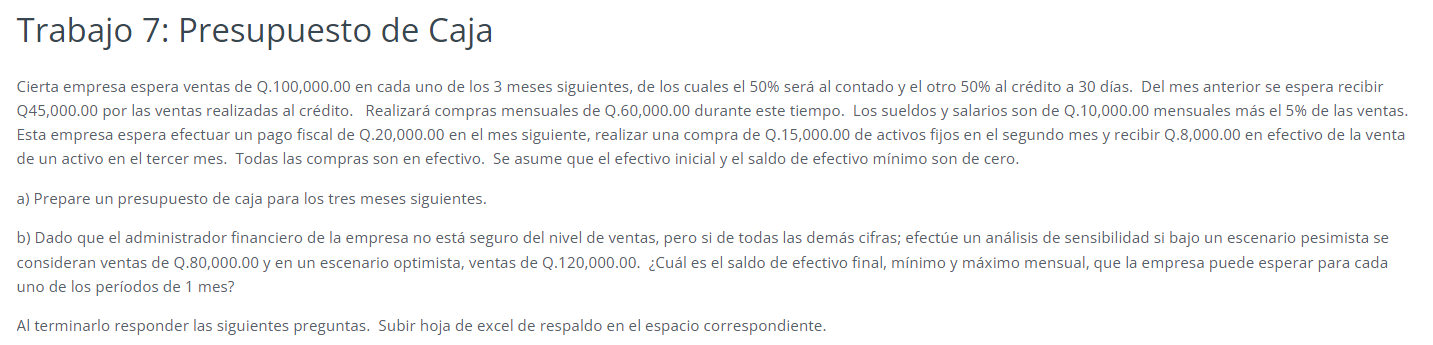 Trabajo 7: Presupuesto de Caja
Cierta empresa espera ventas de Q.100,000.00 en cada uno de los 3 meses siguientes, de los cuales el 50% será al contado y el otro 50% al crédito a 30 días.  Del mes anterior se espera recibir
Q45,000.00 por las ventas realizadas al crédito.   Realizará compras mensuales de Q.60,000.00 durante este tiempo.  Los sueldos y salarios son de Q.10,000.00 mensuales más el 5% de las ventas.
Esta empresa espera efectuar un pago fiscal de Q.20,000.00 en el mes siguiente, realizar una compra de Q.15,000.00 de activos fijos en el segundo mes y recibir Q.8,000.00 en efectivo de la venta
de un activo en el tercer mes.  Todas las compras son en efectivo.  Se asume que el efectivo inicial y el saldo de efectivo mínimo son de cero.
a) Prepare un presupuesto de caja para los tres meses siguientes.
b) Dado que el administrador financiero de la empresa no está seguro del nivel de ventas, pero si de todas las demás cifras; efectúe un análisis de sensibilidad si bajo un escenario pesimista se
consideran ventas de Q.80,000.00 y en un escenario optimista, ventas de Q.120,000.00.  ¿Cuál es el saldo de efectivo final, mínimo y máximo mensual, que la empresa puede esperar para cada
uno de los períodos de 1 mes?
Al terminarlo responder las siguientes preguntas.  Subir hoja de excel de respaldo en el espacio correspondiente.